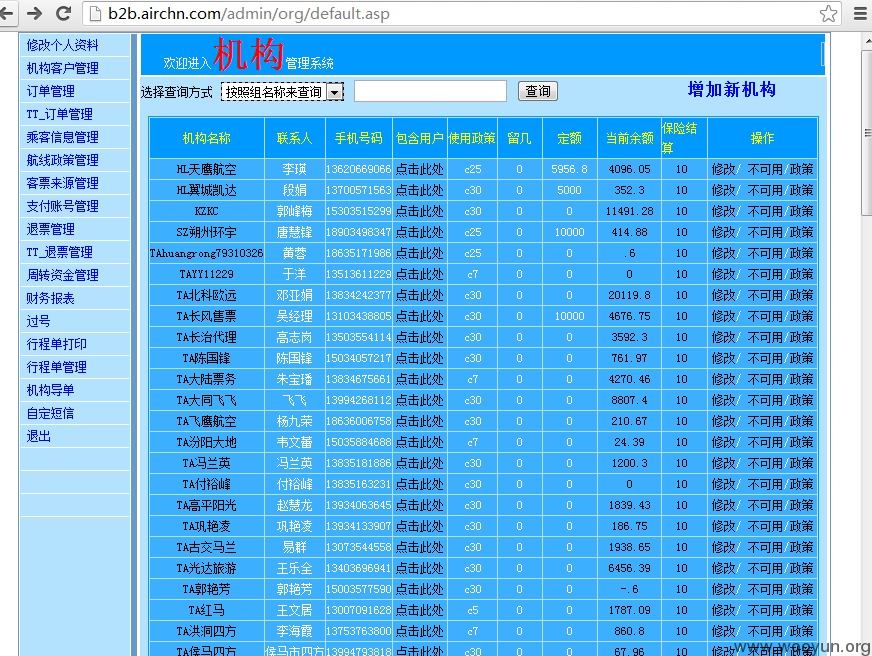 b2b.airchn.com/admin/org/default.asp
修改个人资料
机构客户管理
订单管理
TT_订单管理
乘客信息管理
航线政策管理
客票来源管理
支付账号管理
退票管理
TT_退票管理
周转资金管理
财务报表
过号
行程单打印
行程单管理
机构导单
自定短信
退出
欢迎进入机构管理系统
选择查询方式 按照组名称来查询 查询 增加新机构
机构名称 联系人 手机号码 包含用户 使用政策 留几 定额 当前余额 保险结算 操作
HL天鹰航空 李瑛 13620669066 点击此处 c25 0 5956.8 4096.05 10 修改/ 不可用/政策
HL翼城凯达 段娟 13700571563 点击此处 c30 0 5000 352.3 10 修改/ 不可用/政策
KZKC 郭峰梅 15303515299 点击此处 c30 0 0 11491.28 10 修改/ 不可用/政策
SZ朔州环宇 唐慧锋 18903498347 点击此处 c25 0 10000 414.88 10 修改/ 不可用/政策
TAhuangrong79310326 黄蓉 18635171986 点击此处 c25 0 0 .6 10 修改/ 不可用/政策
TAYY11229 于洋 13513611229 点击此处 c7 0 0 0 10 修改/ 不可用/政策
TA北科欧远 邓亚娟 13834242377 点击此处 c30 0 0 20119.8 10 修改/ 不可用/政策
TA长风售票 吴经理 13103438805 点击此处 c30 0 10000 4676.75 10 修改/ 不可用/政策
TA长治代理 高志岗 13503554114 点击此处 c30 0 0 3592.3 10 修改/ 不可用/政策
TA陈国锋 陈国锋 15034057217 点击此处 c30 0 0 761.97 10 修改/ 不可用/政策
TA大陆票务 朱宝璠 13834675661 点击此处 c7 0 0 4270.46 10 修改/ 不可用/政策
TA大同飞飞 飞飞 13994268112 点击此处 c30 0 0 8807.4 10 修改/ 不可用/政策
TA飞鹰航空 杨九荣 18636006758 点击此处 c30 0 0 210.67 10 修改/ 不可用/政策
TA汾阳大地 韦文蕾 15035884688 点击此处 c7 0 0 24.39 10 修改/ 不可用/政策
TA冯兰英 冯兰英 13835181886 点击此处 c30 0 0 1200.3 10 修改/ 不可用/政策
TA付裕峰 付裕峰 13835163231 点击此处 c30 0 0 0 10 修改/ 不可用/政策
TA高平阳光 赵慧龙 13934063645 点击此处 c30 0 0 1839.43 10 修改/ 不可用/政策
TA巩艳凌 巩艳凌 13934133907 点击此处 c30 0 0 186.75 10 修改/ 不可用/政策
TA古交马兰 易群 13073544558 点击此处 c30 0 0 1938.65 10 修改/ 不可用/政策
TA光达旅游 王乐全 13403696941 点击此处 c30 0 0 6456.39 10 修改/ 不可用/政策
TA郭艳芳 郭艳芳 15003577590 点击此处 c30 0 0 -.6 10 修改/ 不可用/政策
TA红马 王文居 13007091628 点击此处 c5 0 0 1787.09 10 修改/ 不可用/政策
TA洪洞四方 李海霞 13753763800 点击此处 c7 0 0 860.8 10 修改/ 不可用/政策
TA侯马四方 侯马市四方 13994793818 点击此处 c30 0 0 67.96 10 修改/ 不可用/政策
www.wooyun.org